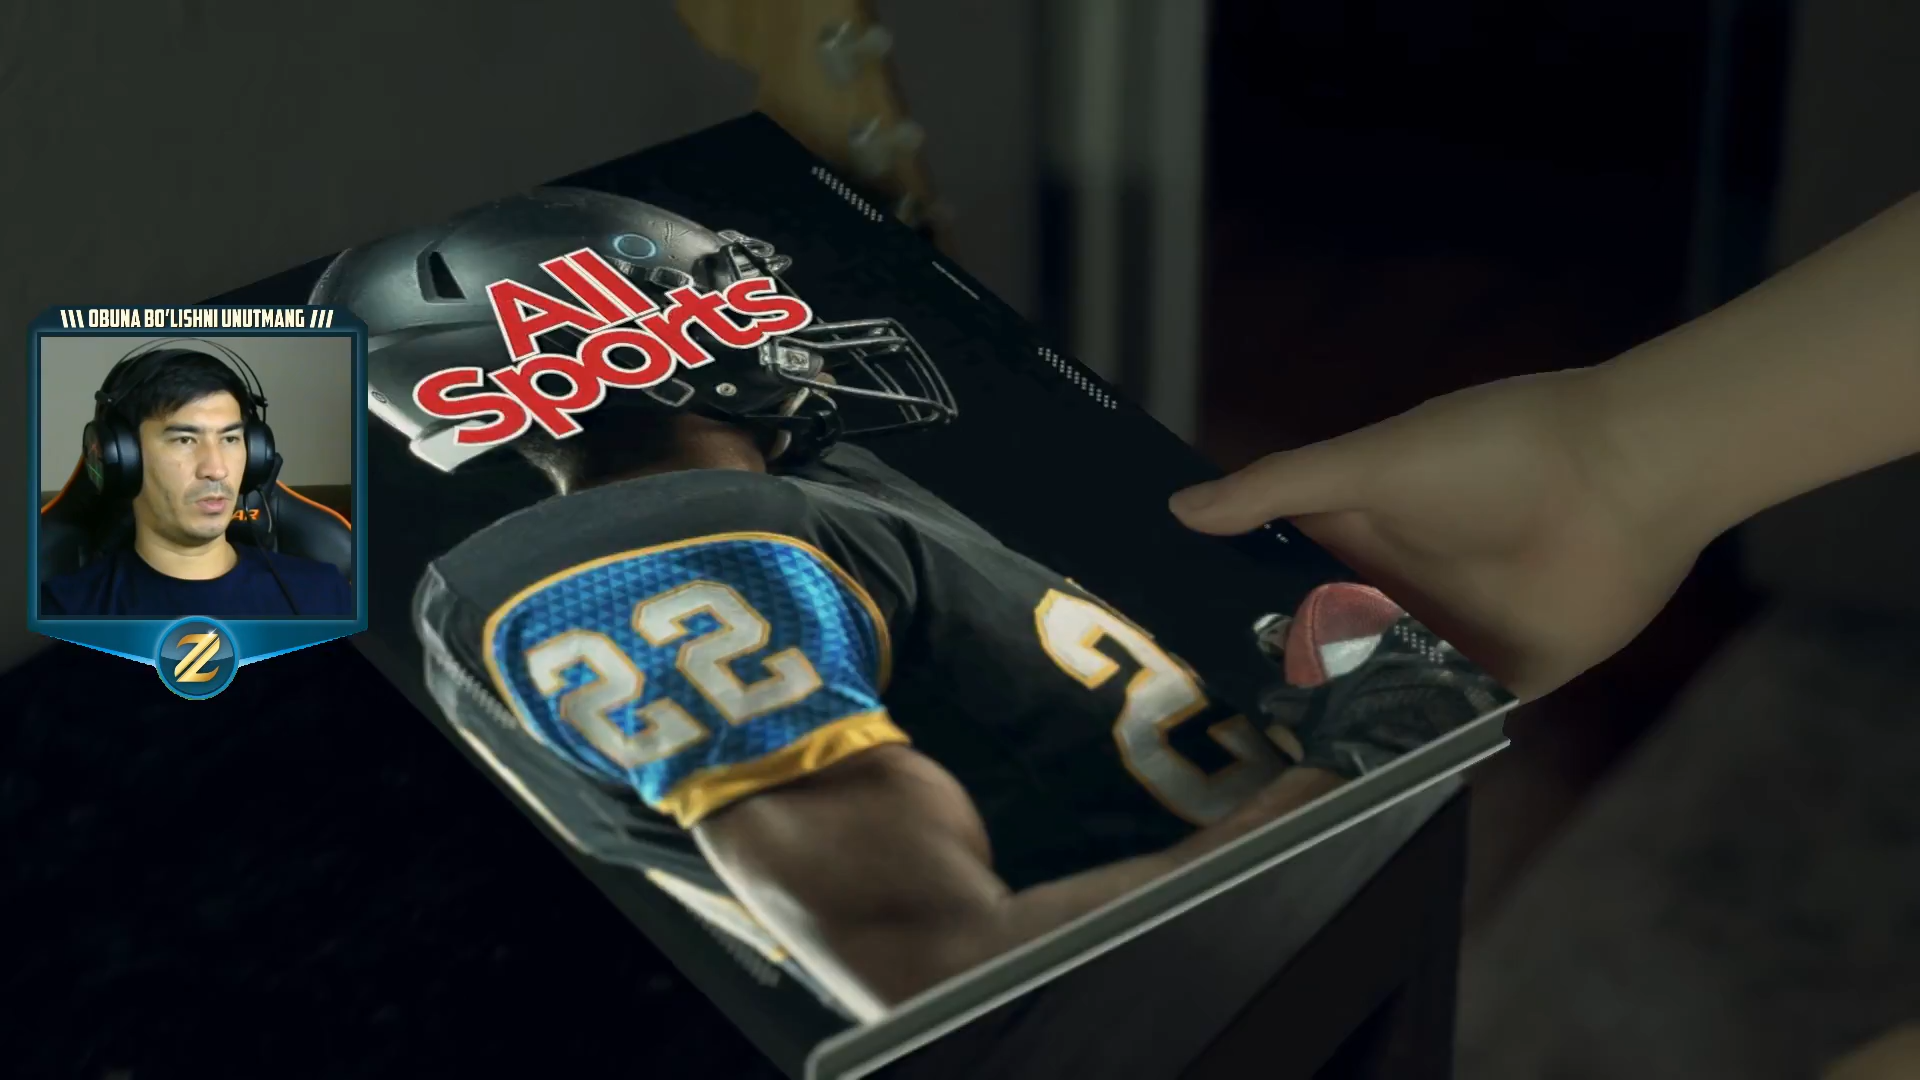 All
Sports
\\\ OBUNA BO'LISHNI UNUTMANG ///
22
2
Z